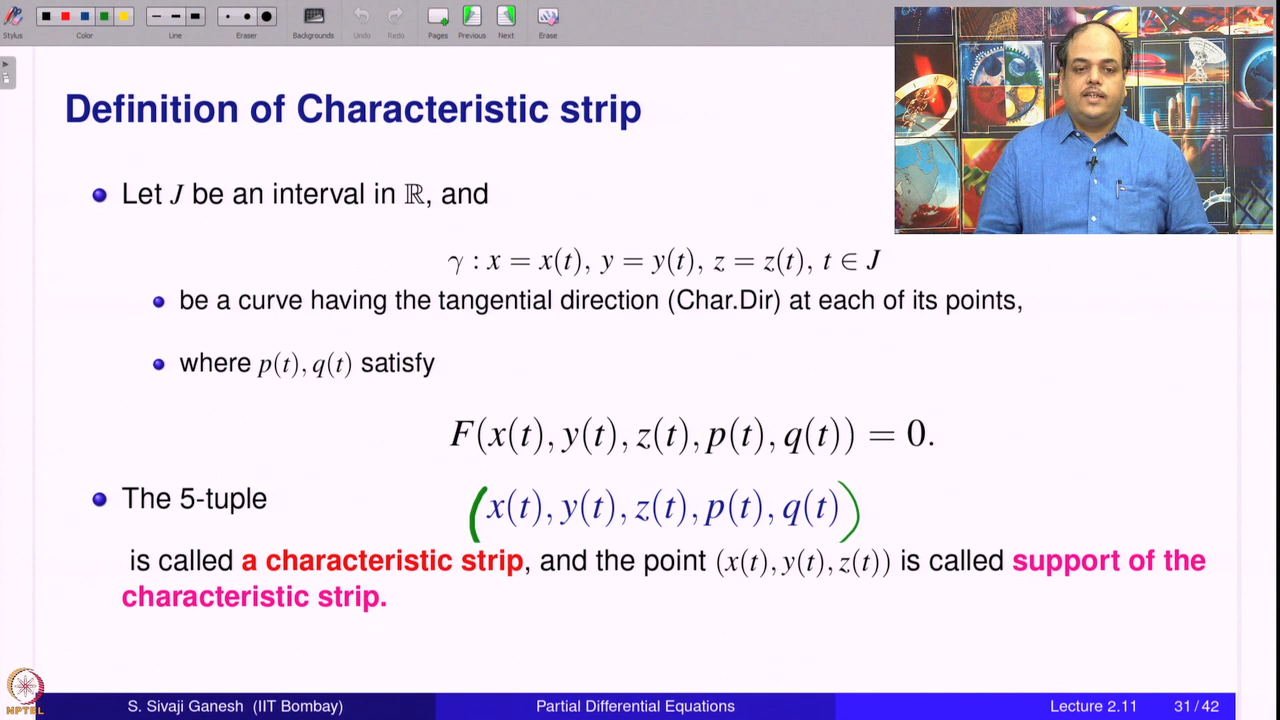 Stylus Color Line Eraser Backgrounds Undo Redo Pages Previous Next Erase
Definition of Characteristic strip
Let J be an interval in ℝ, and
γ : x = x(t), y = y(t), z = z(t), t ∈ J
be a curve having the tangential direction (Char.Dir) at each of its points,
where p(t), q(t) satisfy
F(x(t), y(t), z(t), p(t), q(t)) = 0.
The 5-tuple (x(t), y(t), z(t), p(t), q(t))
is called a characteristic strip, and the point (x(t), y(t), z(t)) is called support of the
characteristic strip.
NPTEL
S. Sivaji Ganesh (IIT Bombay) Partial Differential Equations Lecture 2.11 31 / 42